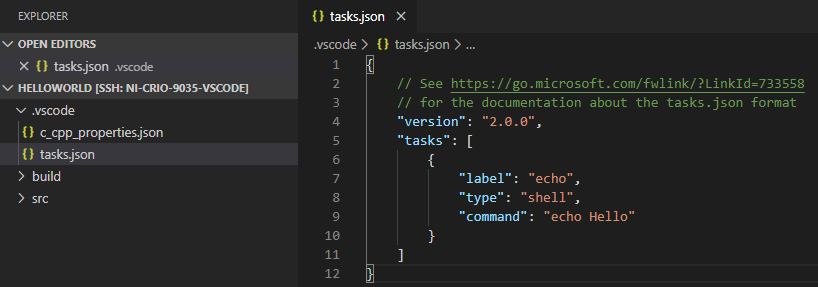 EXPLORER
OPEN EDITORS
tasks.json .vscode
HELLOWORLD [SSH: NI-CRIO-9035-VSCODE]
.vscode
{} c_cpp_properties.json
{} tasks.json
build
src
{} tasks.json
.vscode > {} tasks.json > ...
1 {
2 // See https://go.microsoft.com/fwlink/?LinkId=733558
3 // for the documentation about the tasks.json format
4 "version": "2.0.0",
5 "tasks": [
6 {
7 "label": "echo",
8 "type": "shell",
9 "command": "echo Hello"
10 }
11 ]
12 }